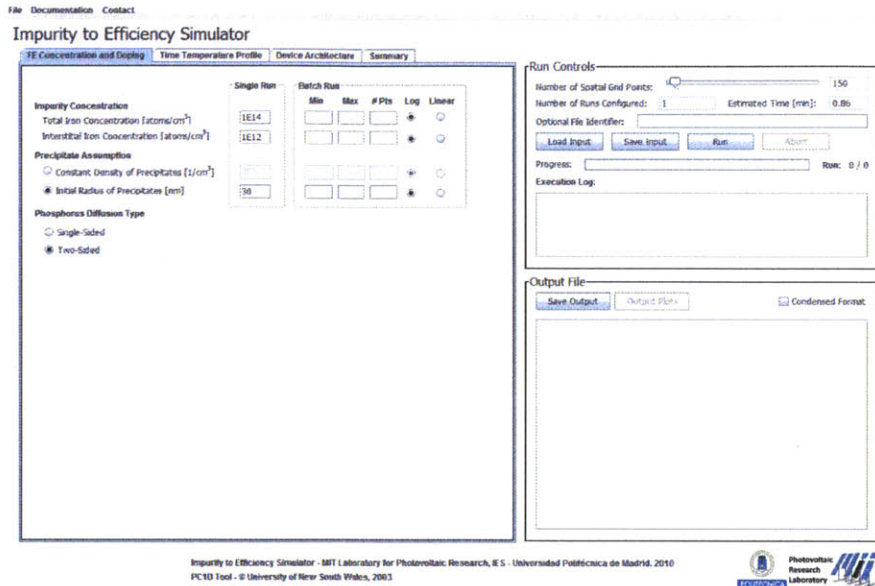 File Documentation Contact
Impurity to Efficiency Simulator
FE Concentration and Doping Time Temperature Profile Device Architecture Summary
Single Run Batch Run
Min Max # Pts Log Linear
Impurity Concentration
Total Iron Concentration [atoms/cm³] 1E14
Interstitial Iron Concentration [atoms/cm³] 1E12
Precipitate Assumption
Constant Density of Precipitates [1/cm³]
Initial Radius of Precipitates [nm] 30
Phosphorus Diffusion Type
Single-Sided
Two-Sided
Run Controls
Number of Spatial Grid Points: 150
Number of Runs Configured: 1 Estimated Time [min]: 0.86
Optional File Identifier:
Load Input Save Input Run Abort
Progress: Run: 0 / 0
Execution Log:
Output File
Save Output Output Plots Condensed Format
Impurity to Efficiency Simulator - MIT Laboratory for Photovoltaic Research, IES - Universidad Politécnica de Madrid. 2010
PC1D Tool - © University of New South Wales, 2003
POLITÉCNICA
Photovoltaic
Research
Laboratory